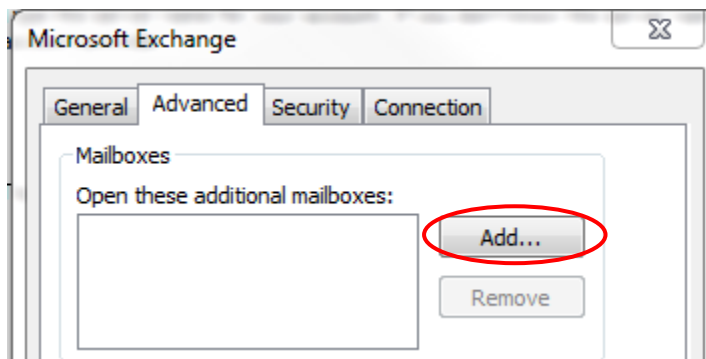 Microsoft Exchange
General Advanced Security Connection
Mailboxes
Open these additional mailboxes:
Add...
Remove